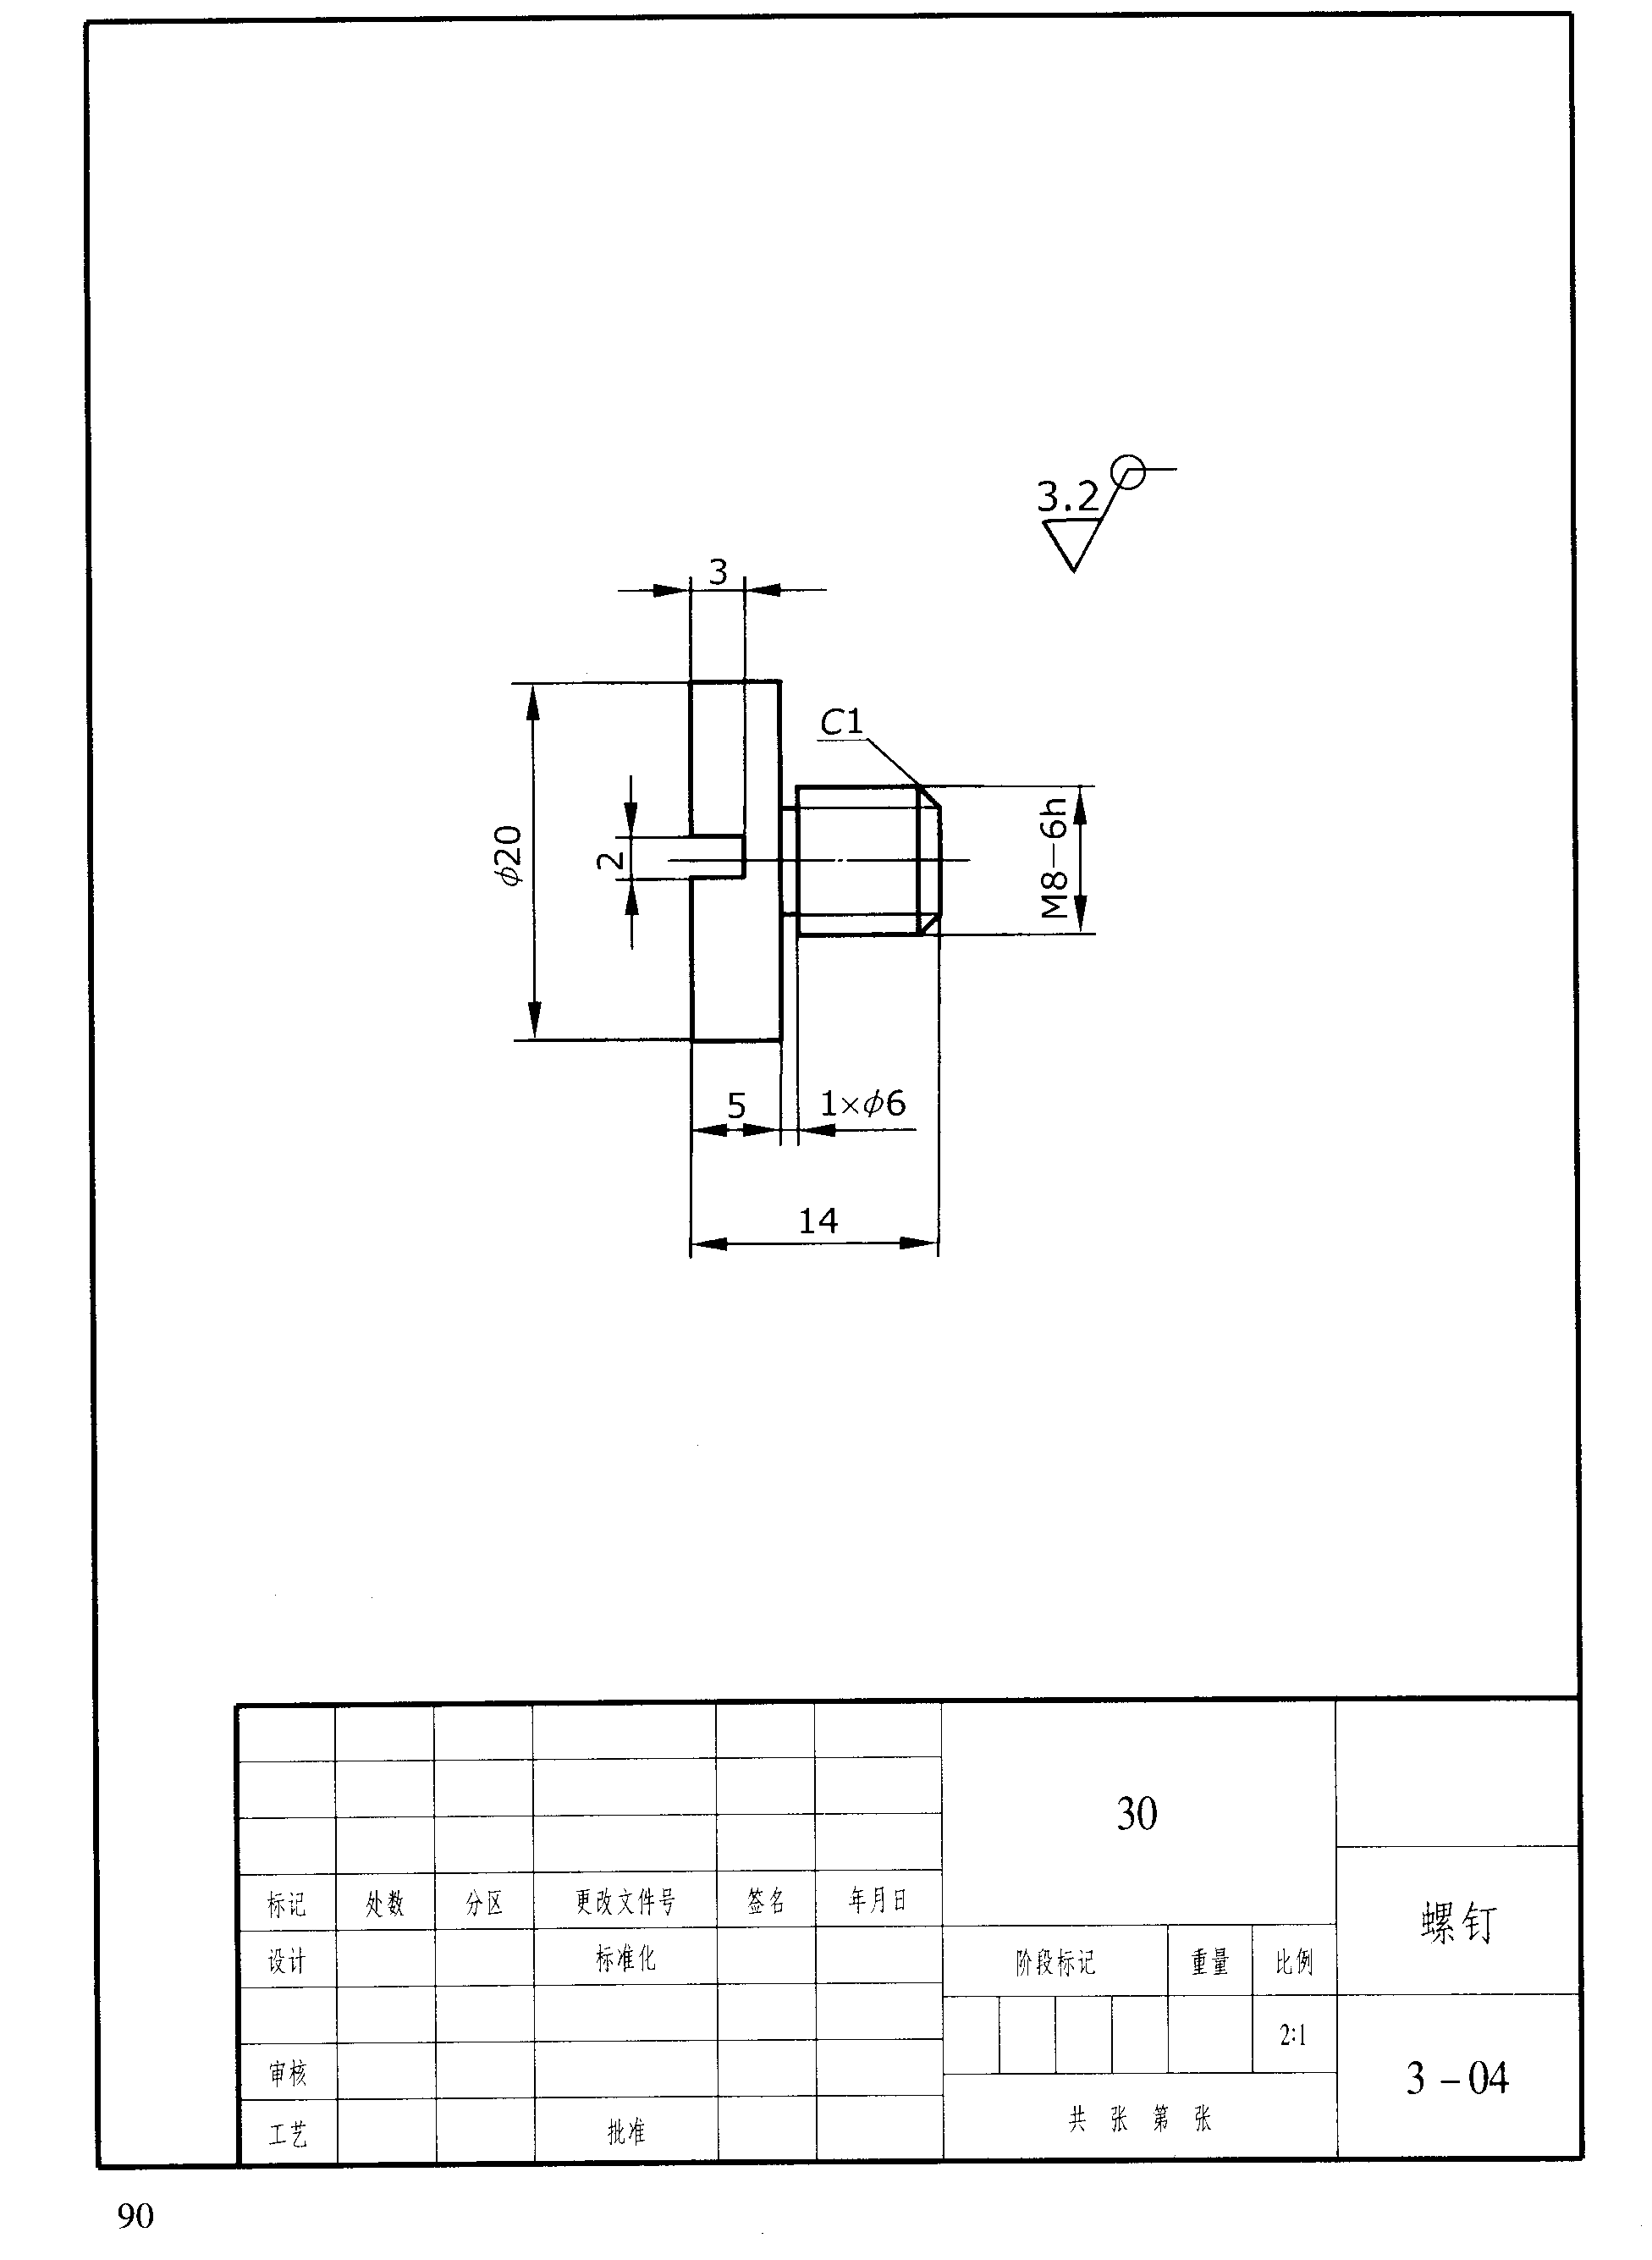 3.2
3
C1
φ20
2
M8-6h
5
1×φ6
14
30
标记 处数 分区 更改文件号 签名 年月日
螺钉
设计 标准化
阶段标记 重量 比例
2:1
审核
3-04
共 张 第 张
工艺 批准
90